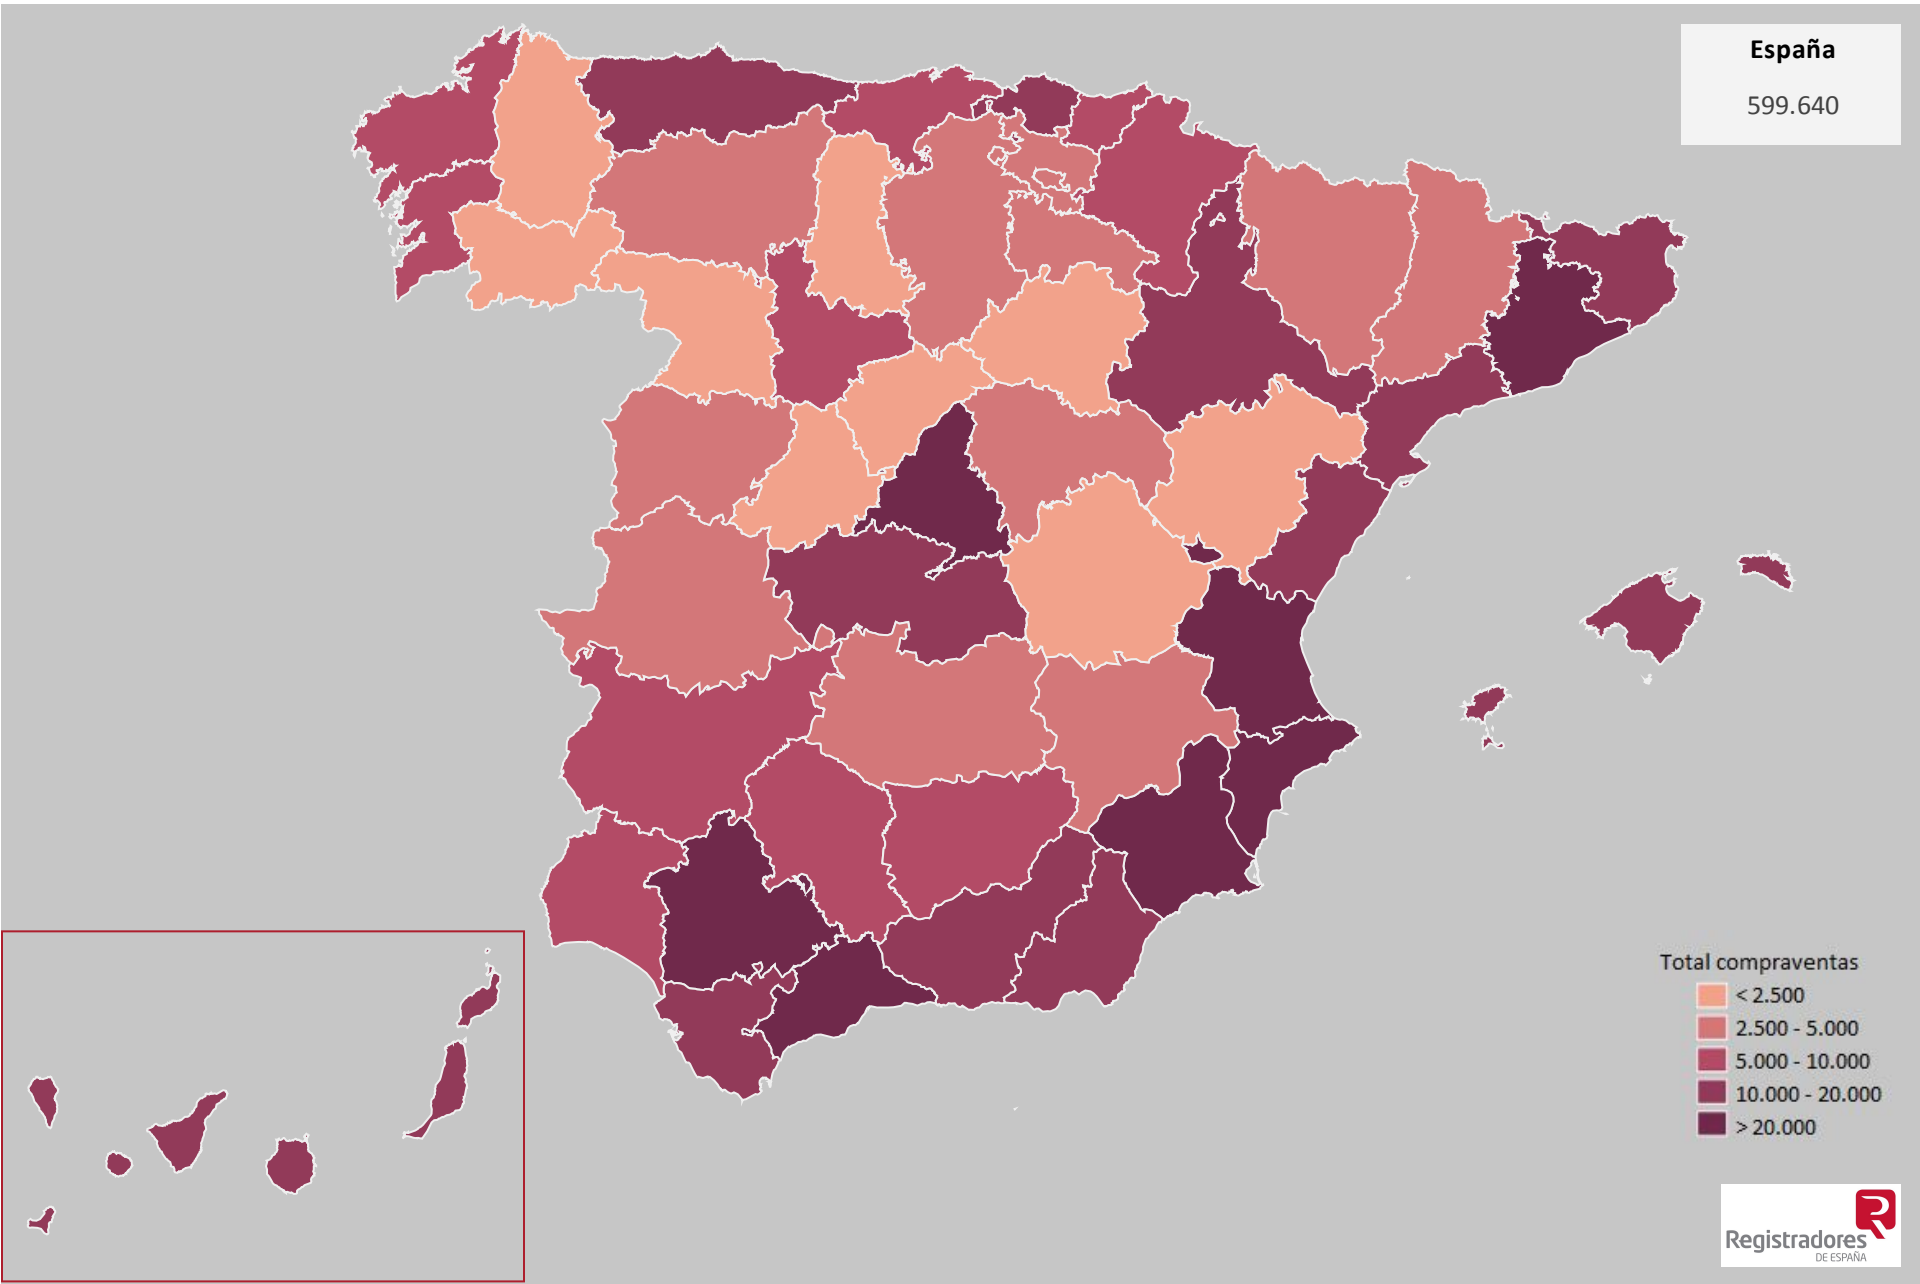 España
599.640
Total compraventas
< 2.500
2.500 - 5.000
5.000 - 10.000
10.000 - 20.000
> 20.000
Registradores
DE ESPAÑA